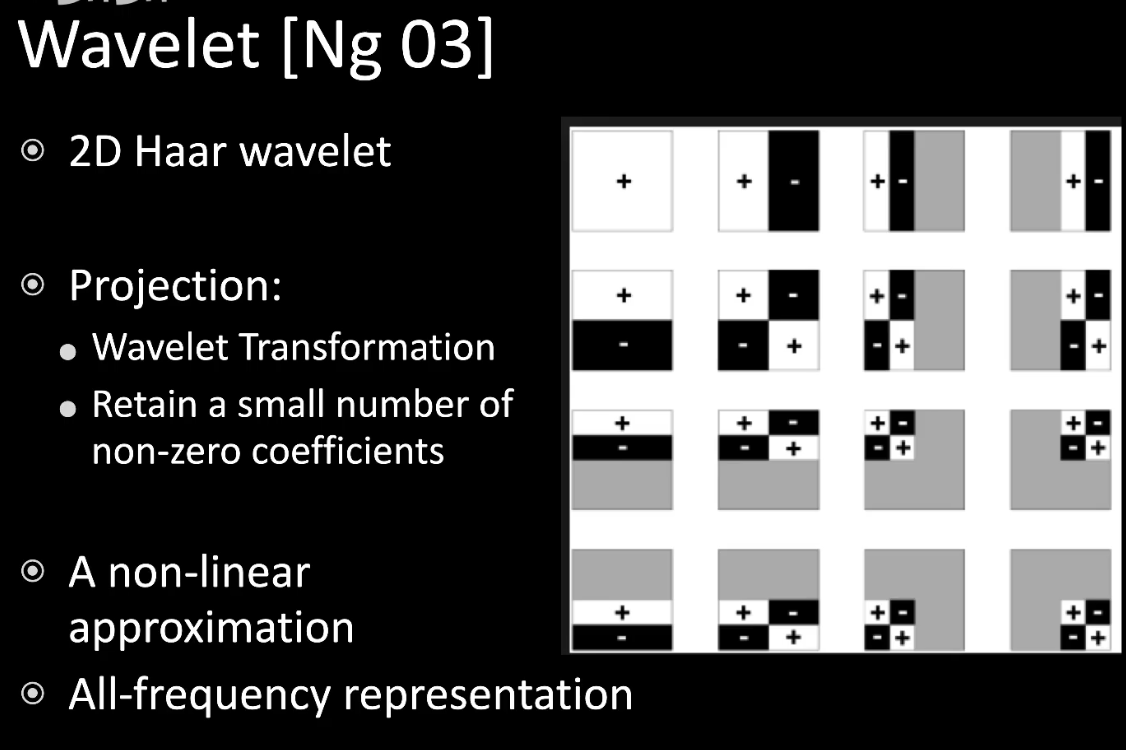 Wavelet [Ng 03]
2D Haar wavelet
Projection:
Wavelet Transformation
Retain a small number of
non-zero coefficients
A non-linear
approximation
All-frequency representation
+ + - + - + -
+ + - + - + -
- - + - + - +
+ + - + - + -
- - + - + - +
+ + - + - + -
- - + - + - +